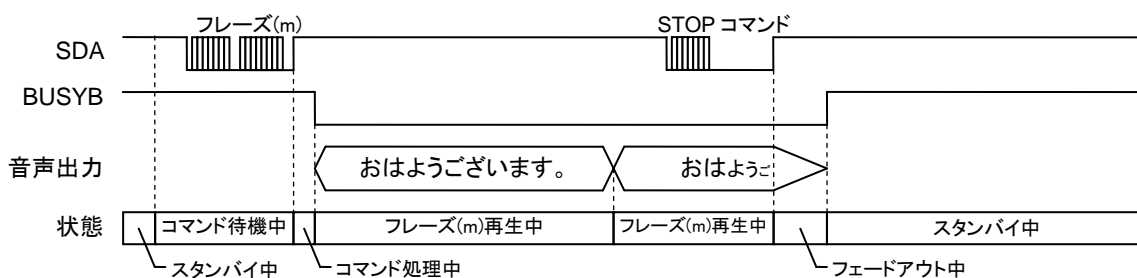 フレーズ(m)
STOP コマンド
SDA
BUSYB
音声出力
おはようございます。
おはようご
状態
コマンド待機中
フレーズ(m)再生中
フレーズ(m)再生中
スタンバイ中
スタンバイ中
コマンド処理中
フェードアウト中